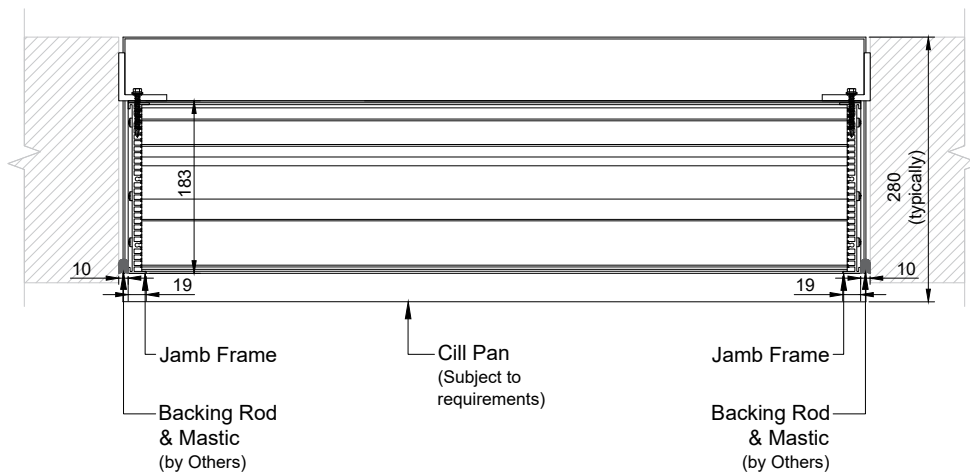 183
280
(typically)
10
19
19
10
Jamb Frame
Cill Pan
(Subject to
requirements)
Jamb Frame
Backing Rod
& Mastic
(by Others)
Backing Rod
& Mastic
(by Others)